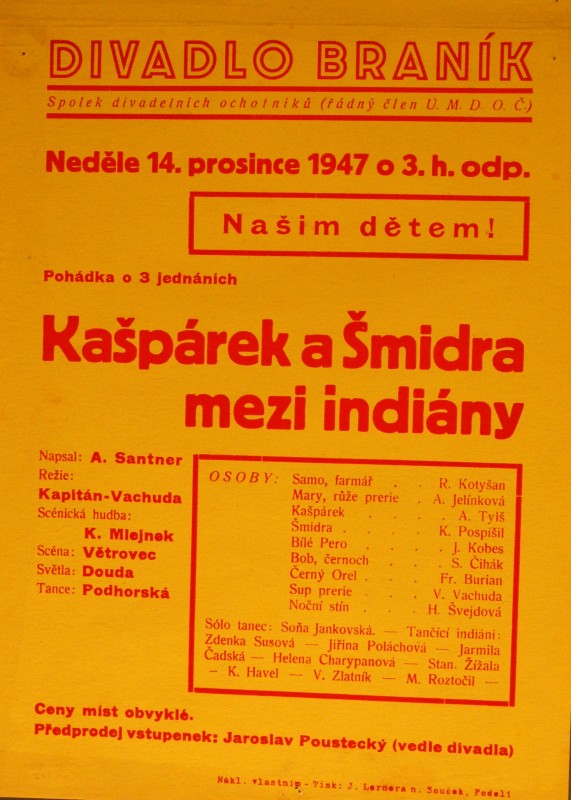 DIVADLO BRANÍK
Spolek divadelních ochotníků (řádný člen Ú. M. D. O. Č.)
Neděle 14. prosince 1947 o 3. h. odp.
Našim dětem!
Pohádka o 3 jednáních
Kašpárek a Šmidra
mezi indiány
Napsal: A. Santner
Režie:
Kapitán-Vachuda
Scénická hudba:
K. Mlejnek
Scéna: Větrovec
Světla: Douda
Tance: Podhorská
OSOBY: Samo, farmář . . R. Kotyšan
Mary, růže prerie . A. Jelínková
Kašpárek . . . . A. Tylš
Šmidra . . . . K. Pospíšil
Bílé Pero . . . . J. Kobes
Bob, černoch . . . S. Čihák
Černý Orel . . . Fr. Burian
Sup prerie . . . V. Vachuda
Noční stín . . . H. Švejdová
Sólo tanec: Soňa Jankovská. — Tančící indiáni:
Zdenka Susová — Jiřina Poláchová — Jarmila
Čadská — Helena Charypanová — Stan. Žížala
— K. Havel — V. Zlatník — M. Roztočil —
Ceny míst obvyklé.
Předprodej vstupenek: Jaroslav Poustecký (vedle divadla)
Nákl. vlastním - Tisk: J. Lernera n. Souček, Podolí